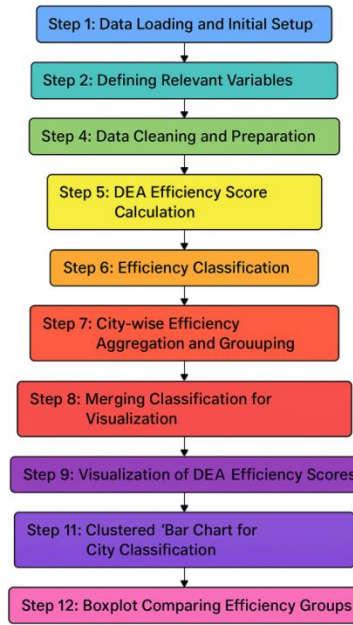 Step 1: Data Loading and Initial Setup
Step 2: Defining Relevant Variables
Step 4: Data Cleaning and Preparation
Step 5: DEA Efficiency Score
Calculation
Step 6: Efficiency Classification
Step 7: City-wise Efficiency
Aggregation and Grouuping
Step 8: Merging Classification for
Visualization
Step 9: Visualization of DEA Efficiency Scores
Step 11: Clustered 'Bar Chart for
City Classification
Step 12: Boxplot Comparing Efficiency Groups